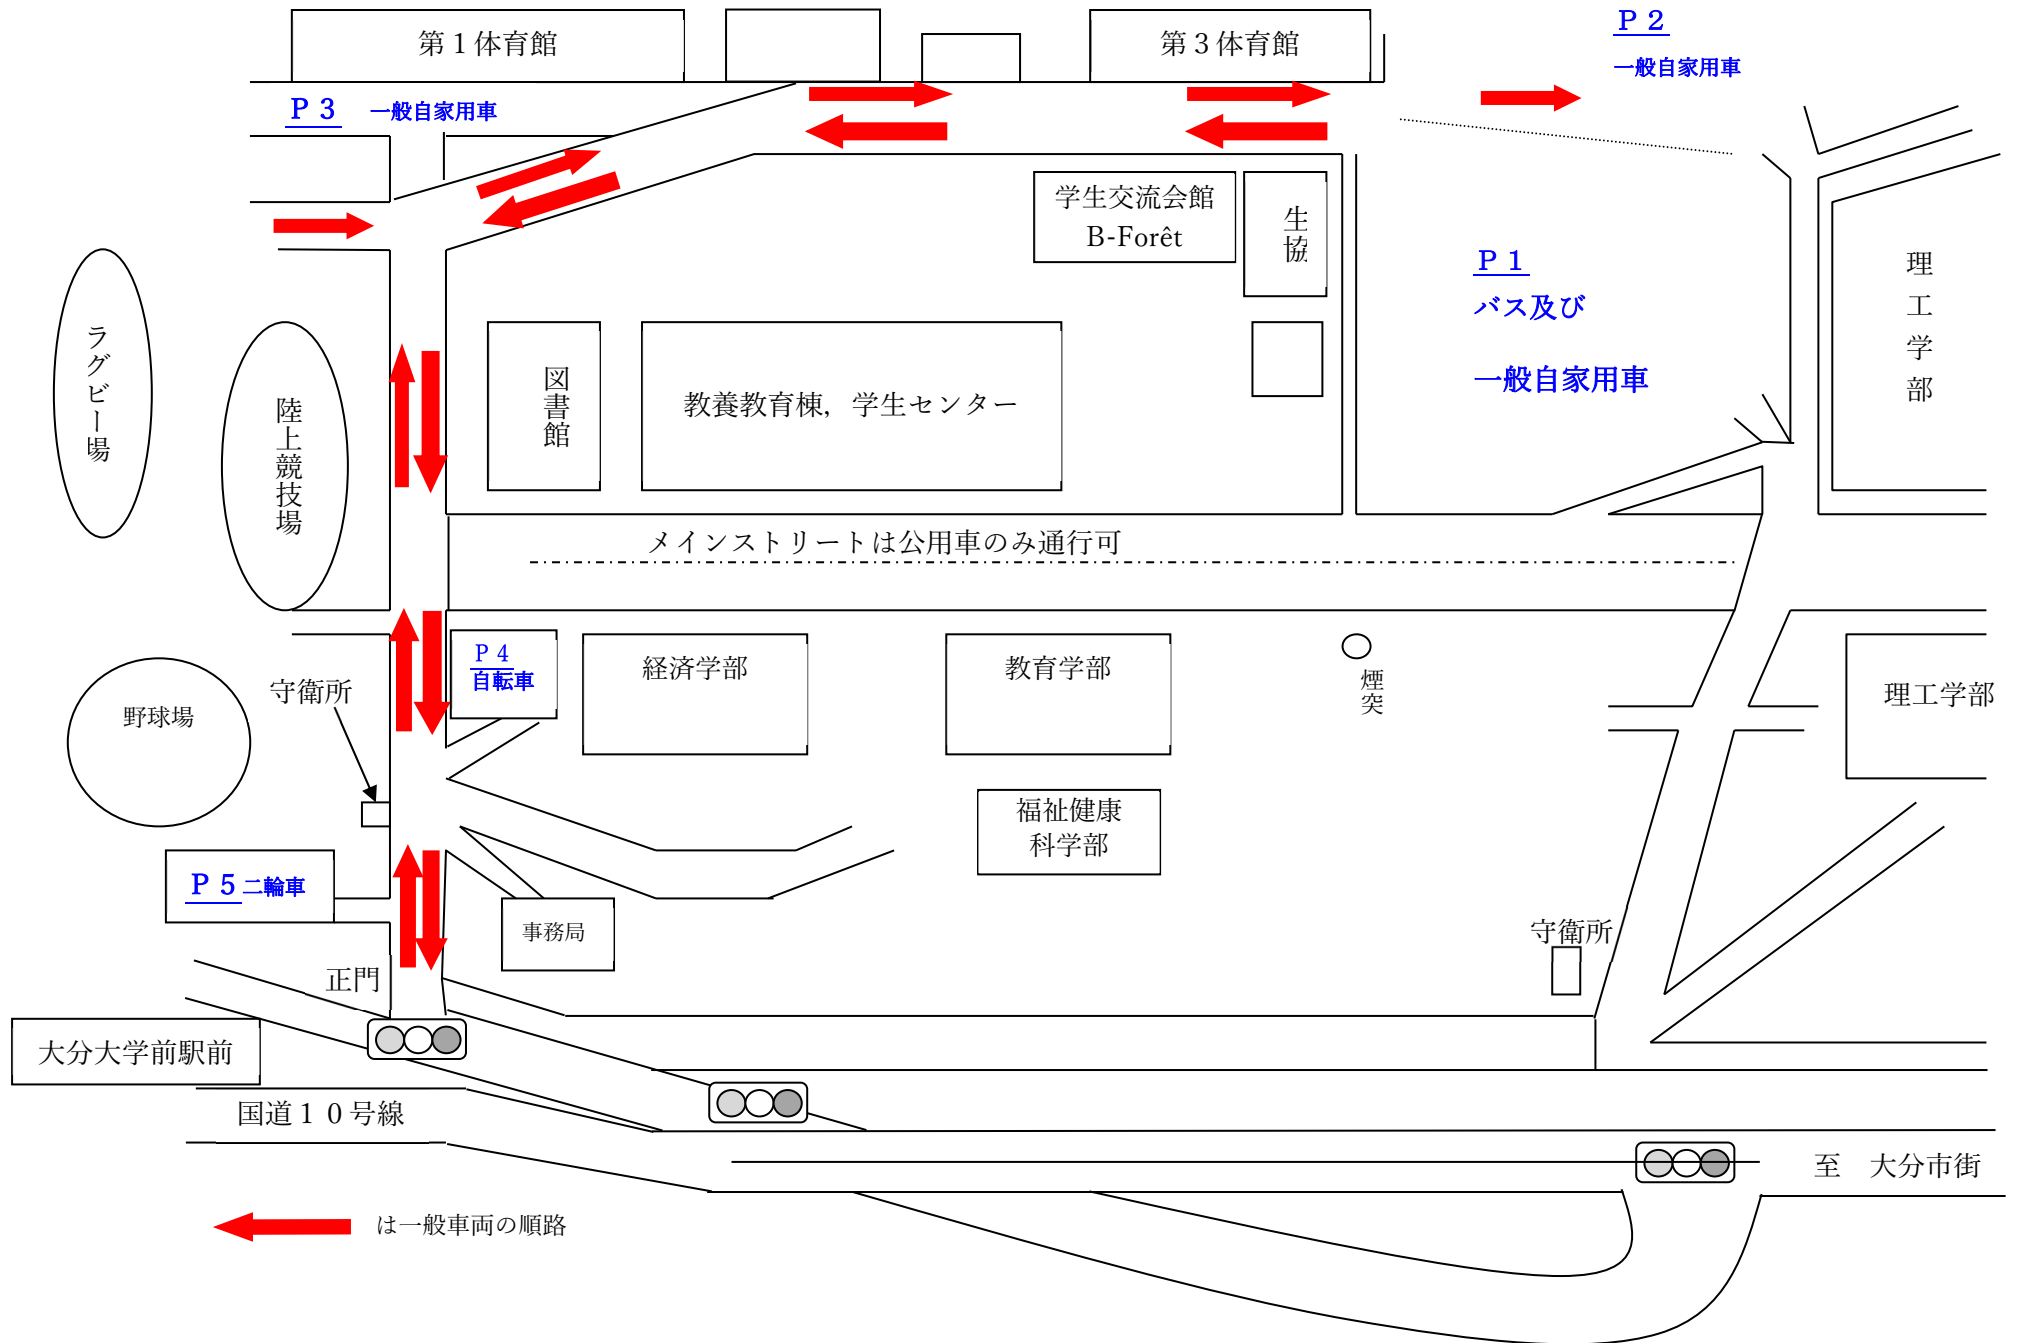 第１体育館
第３体育館
Ｐ２
一般自家用車
Ｐ３ 一般自家用車
学生交流会館
B-Forêt
生協
Ｐ１
バス及び
一般自家用車
理工学部
ラグビー場
陸上競技場
図書館
教養教育棟，学生センター
メインストリートは公用車のみ通行可
Ｐ４
自転車
経済学部
教育学部
煙突
理工学部
守衛所
野球場
福祉健康
科学部
Ｐ５二輪車
事務局
守衛所
正門
大分大学前駅前
国道１０号線
至　大分市街
は一般車両の順路